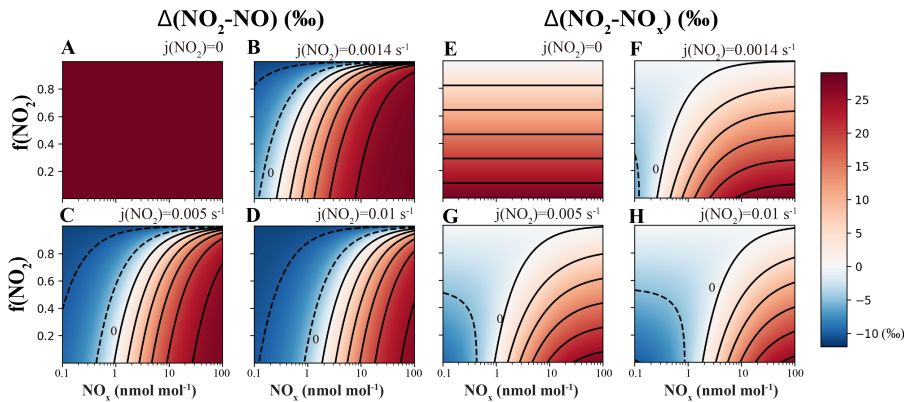 Δ(NO₂-NO) (‰)
Δ(NO₂-NOₓ) (‰)
A j(NO₂)=0
B j(NO₂)=0.0014 s⁻¹
E j(NO₂)=0
F j(NO₂)=0.0014 s⁻¹
f(NO₂)
0.8
0.6
0.4
0.2
0
0
C j(NO₂)=0.005 s⁻¹
D j(NO₂)=0.01 s⁻¹
G j(NO₂)=0.005 s⁻¹
H j(NO₂)=0.01 s⁻¹
f(NO₂)
0.8
0.6
0.4
0.2
0
0
0
0
0.1 1 10 100
0.1 1 10 100
0.1 1 10 100
0.1 1 10 100
NOₓ (nmol mol⁻¹)
NOₓ (nmol mol⁻¹)
NOₓ (nmol mol⁻¹)
NOₓ (nmol mol⁻¹)
25
20
15
10
5
0
−5
−10 (‰)